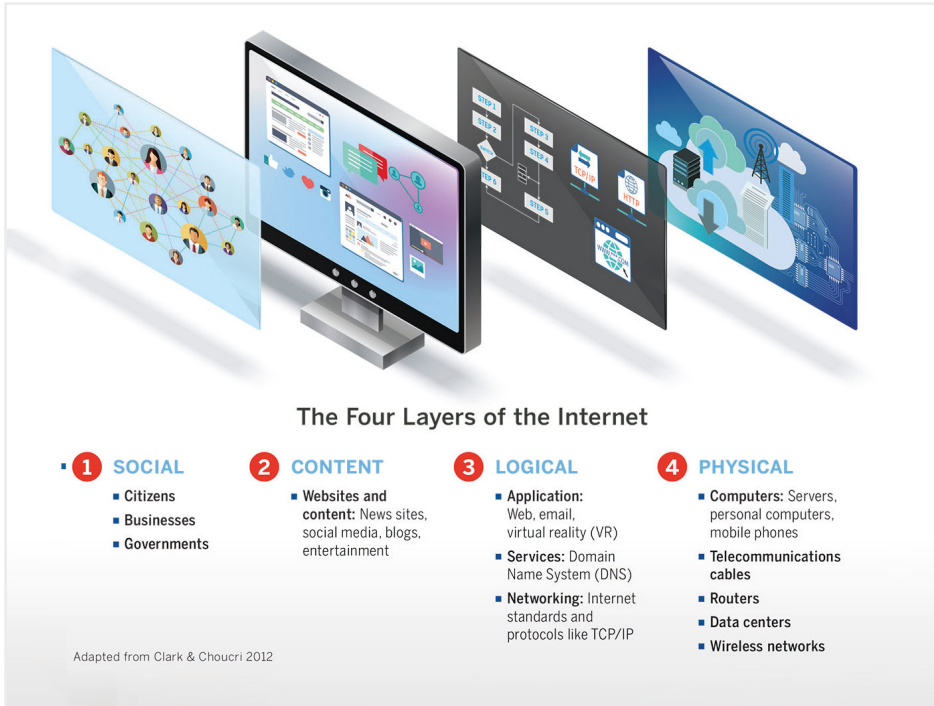 STEP 1
STEP 2
STEP 3
STEP 4
STEP 5
TCP/IP
HTTP
The Four Layers of the Internet
1 SOCIAL
▪ Citizens
▪ Businesses
▪ Governments
2 CONTENT
▪ Websites and
content: News sites,
social media, blogs,
entertainment
3 LOGICAL
▪ Application:
Web, email,
virtual reality (VR)
▪ Services: Domain
Name System (DNS)
▪ Networking: Internet
standards and
protocols like TCP/IP
4 PHYSICAL
▪ Computers: Servers,
personal computers,
mobile phones
▪ Telecommunications
cables
▪ Routers
▪ Data centers
▪ Wireless networks
Adapted from Clark & Choucri 2012